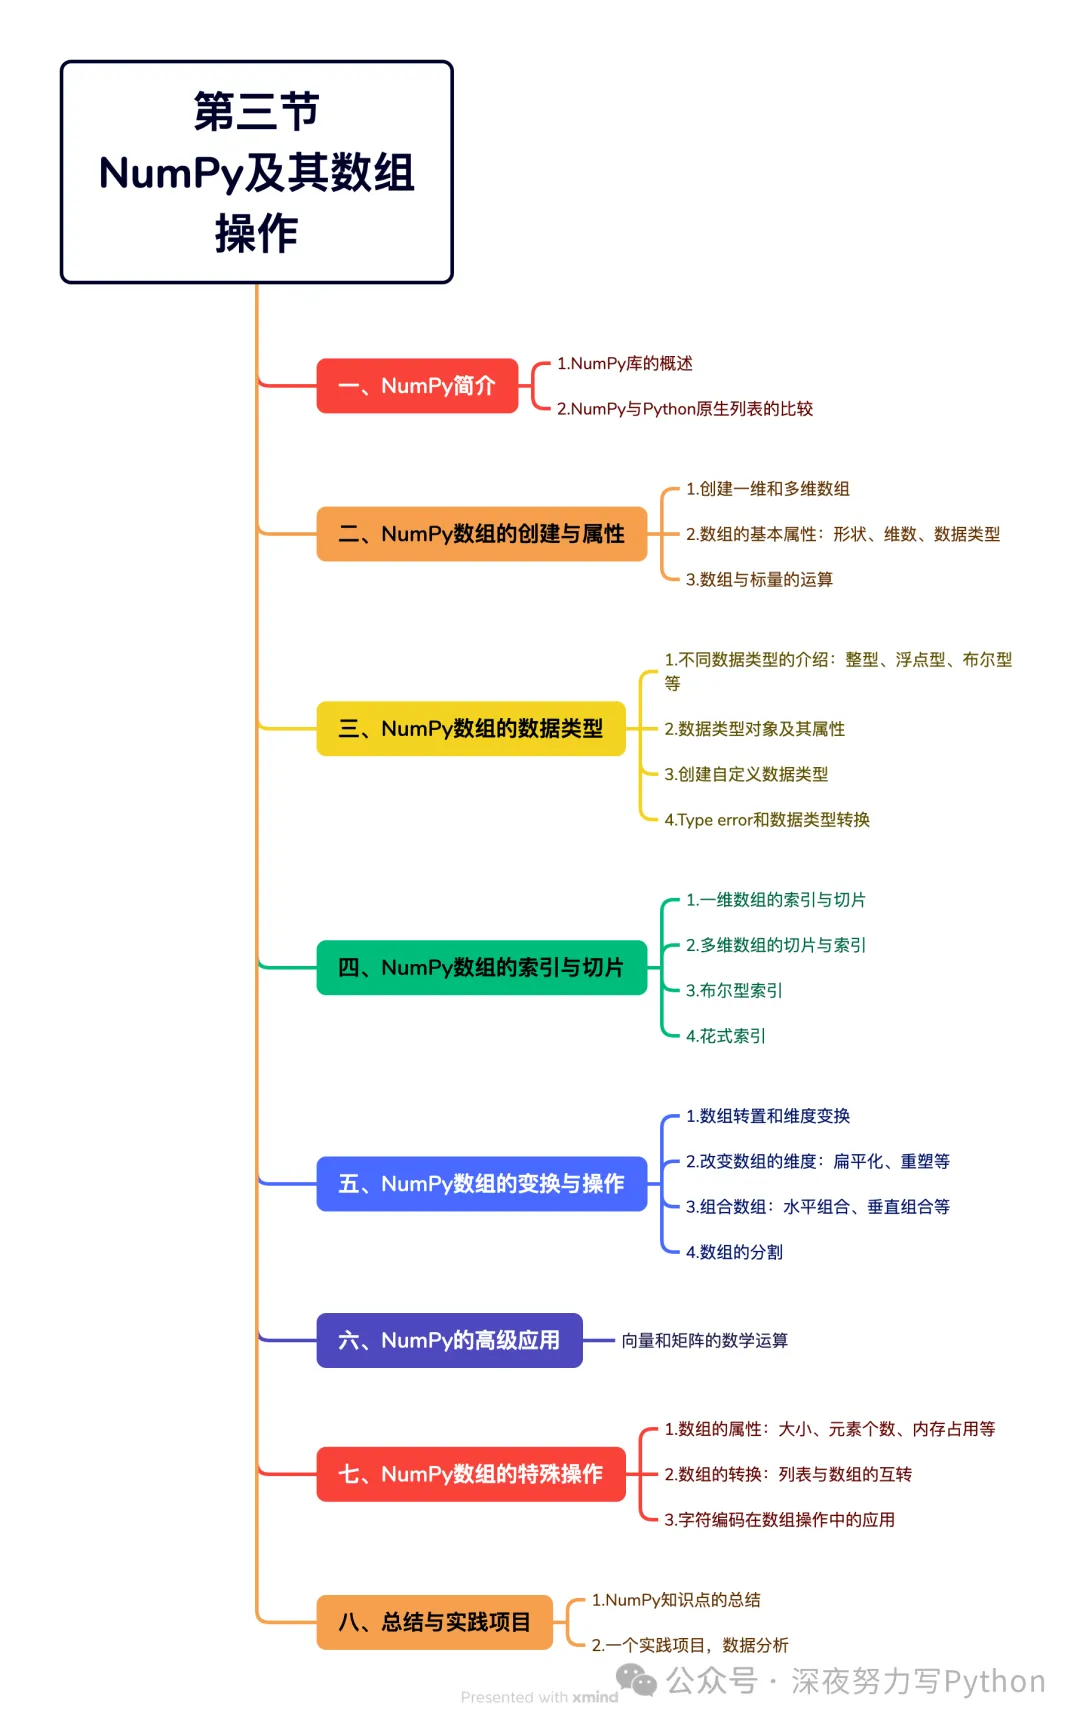 第三节
NumPy及其数组
操作
一、NumPy简介
1.NumPy库的概述
2.NumPy与Python原生列表的比较
二、NumPy数组的创建与属性
1.创建一维和多维数组
2.数组的基本属性：形状、维数、数据类型
3.数组与标量的运算
三、NumPy数组的数据类型
1.不同数据类型的介绍：整型、浮点型、布尔型
等
2.数据类型对象及其属性
3.创建自定义数据类型
4.Type error和数据类型转换
四、NumPy数组的索引与切片
1.一维数组的索引与切片
2.多维数组的切片与索引
3.布尔型索引
4.花式索引
五、NumPy数组的变换与操作
1.数组转置和维度变换
2.改变数组的维度：扁平化、重塑等
3.组合数组：水平组合、垂直组合等
4.数组的分割
六、NumPy的高级应用
向量和矩阵的数学运算
七、NumPy数组的特殊操作
1.数组的属性：大小、元素个数、内存占用等
2.数组的转换：列表与数组的互转
3.字符编码在数组操作中的应用
八、总结与实践项目
1.NumPy知识点的总结
2.一个实践项目，数据分析
公众号 · 深夜努力写Python
Presented with xmind